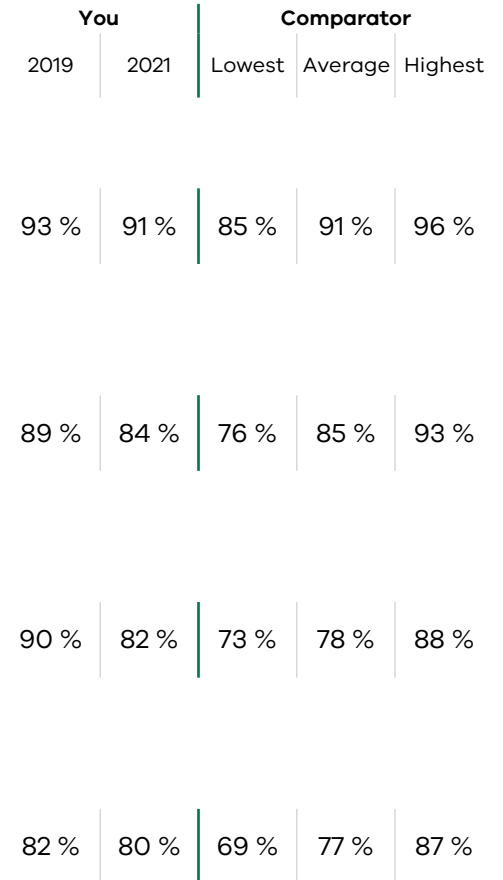 You Comparator
2019 2021 Lowest Average Highest
93 % 91 % 85 % 91 % 96 %
89 % 84 % 76 % 85 % 93 %
90 % 82 % 73 % 78 % 88 %
82 % 80 % 69 % 77 % 87 %